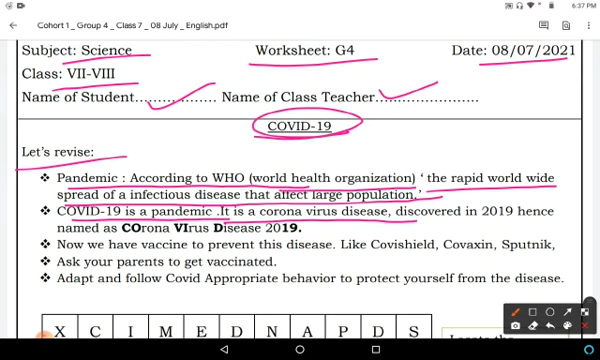 6:37 PM
Cohort 1_ Group 4 - Class 7 _ 08 July _ English.pdf
Subject: Science Worksheet: G4 Date: 08/07/2021
Class: VII-VIII
Name of Student.................... Name of Class Teacher.........................
COVID-19
Let's revise:
❖ Pandemic : According to WHO (world health organization) ' the rapid world wide
spread of a infectious disease that affect large population.'
❖ COVID-19 is a pandemic .It is a corona virus disease, discovered in 2019 hence
named as COrona VIrus Disease 2019.
❖ Now we have vaccine to prevent this disease. Like Covishield, Covaxin, Sputnik,
❖ Ask your parents to get vaccinated.
❖ Adapt and follow Covid Appropriate behavior to protect yourself from the disease.
X C I M E D N A P D S